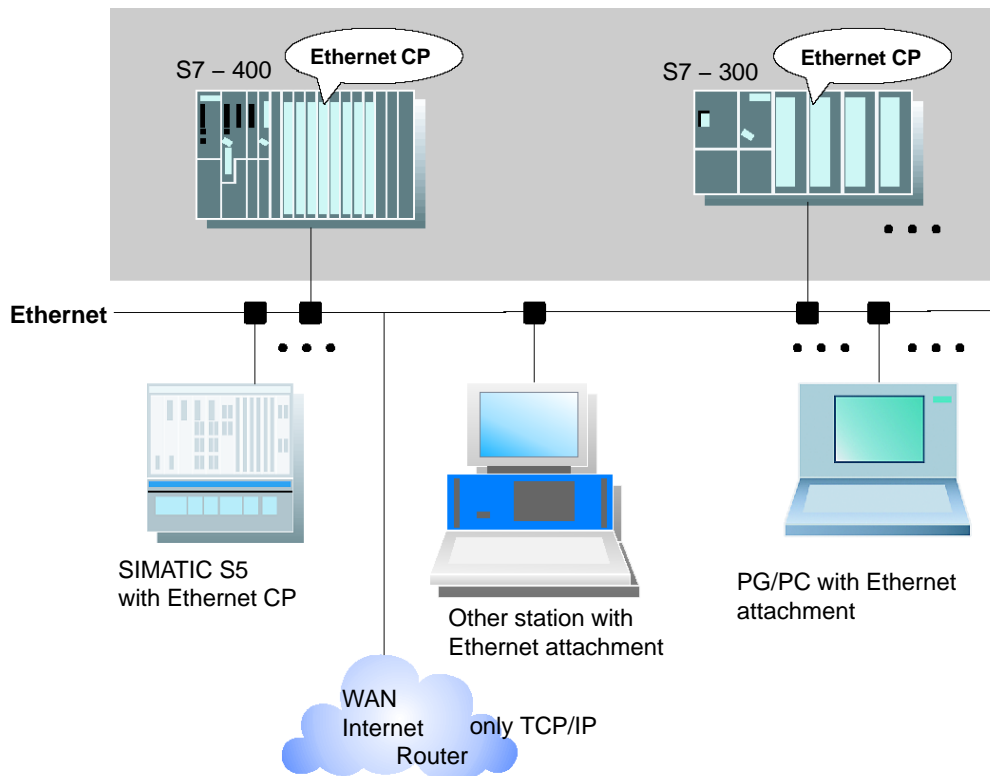 Ethernet CP
S7 – 400
Ethernet CP
S7 – 300
Ethernet
SIMATIC S5
with Ethernet CP
Other station with
Ethernet attachment
PG/PC with Ethernet
attachment
WAN
Internet
Router
only TCP/IP